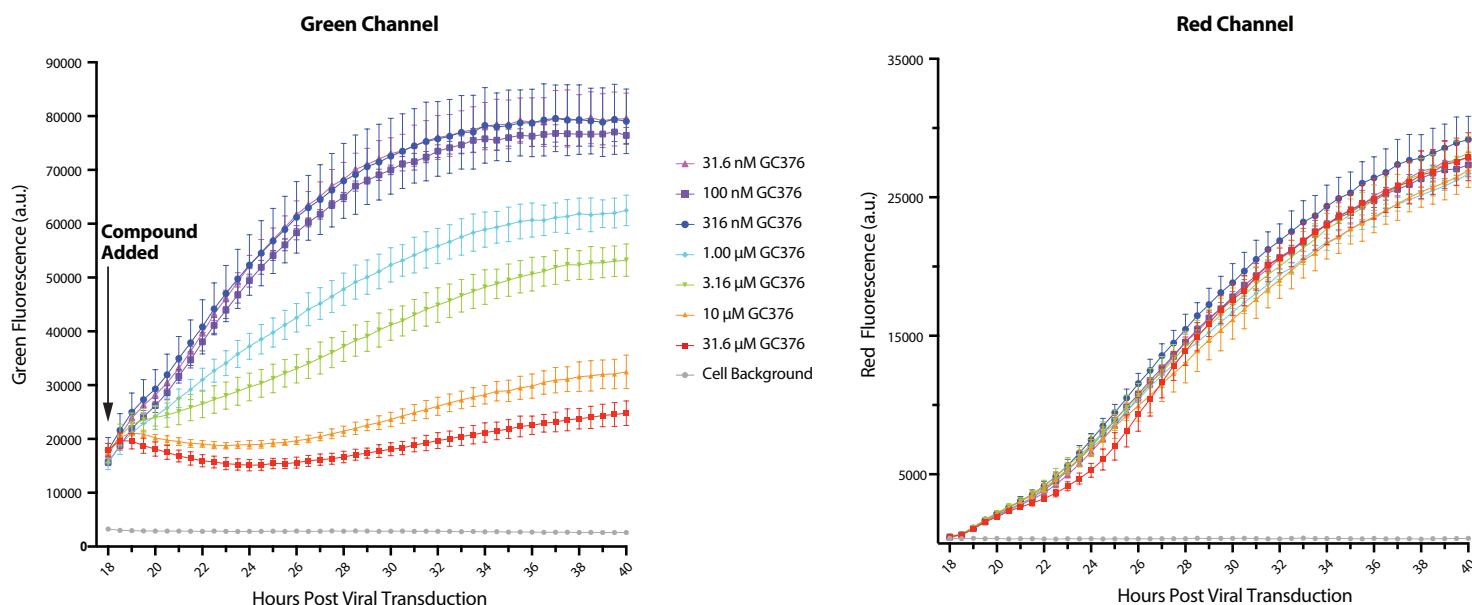 Green Channel
Green Fluorescence (a.u.)
90000
80000
70000
60000
50000
40000
30000
20000
10000
0
Compound
Added
18
20
22
24
26
28
30
32
34
36
38
40
Hours Post Viral Transduction
31.6 nM GC376
100 nM GC376
316 nM GC376
1.00 µM GC376
3.16 µM GC376
10 µM GC376
31.6 µM GC376
Cell Background
Red Channel
Red Fluorescence (a.u.)
35000
25000
15000
5000
18
20
22
24
26
28
30
32
34
36
38
40
Hours Post Viral Transduction